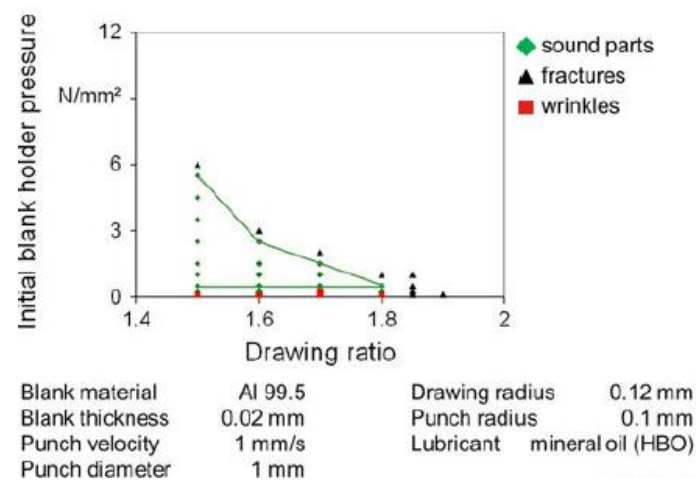 12
N/mm²
6
3
0
Initial blank holder pressure
1.4
1.6
1.8
2
Drawing ratio
sound parts
fractures
wrinkles
Blank material Al 99.5 Drawing radius 0.12 mm
Blank thickness 0.02 mm Punch radius 0.1 mm
Punch velocity 1 mm/s Lubricant mineral oil (HBO)
Punch diameter 1 mm